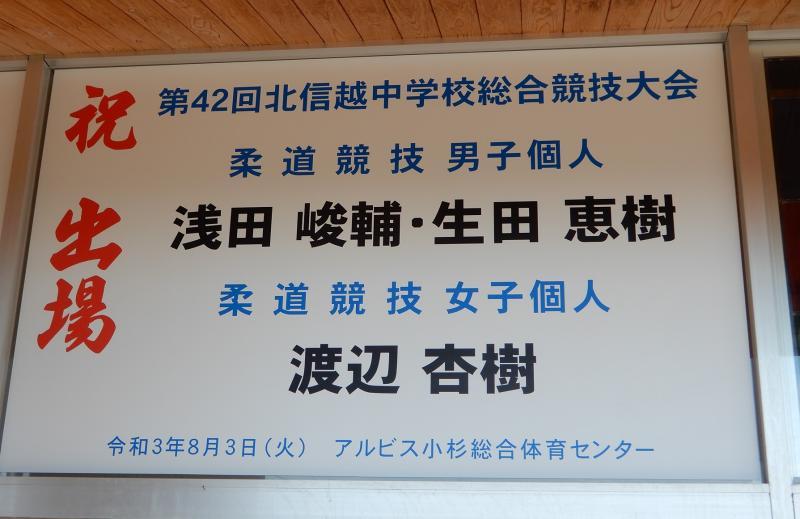 祝 出場
第42回北信越中学校総合競技大会
柔道競技 男子個人
浅田 峻輔・生田 恵樹
柔道競技 女子個人
渡辺 杏樹
令和3年8月3日(火) アルビス小杉総合体育センター